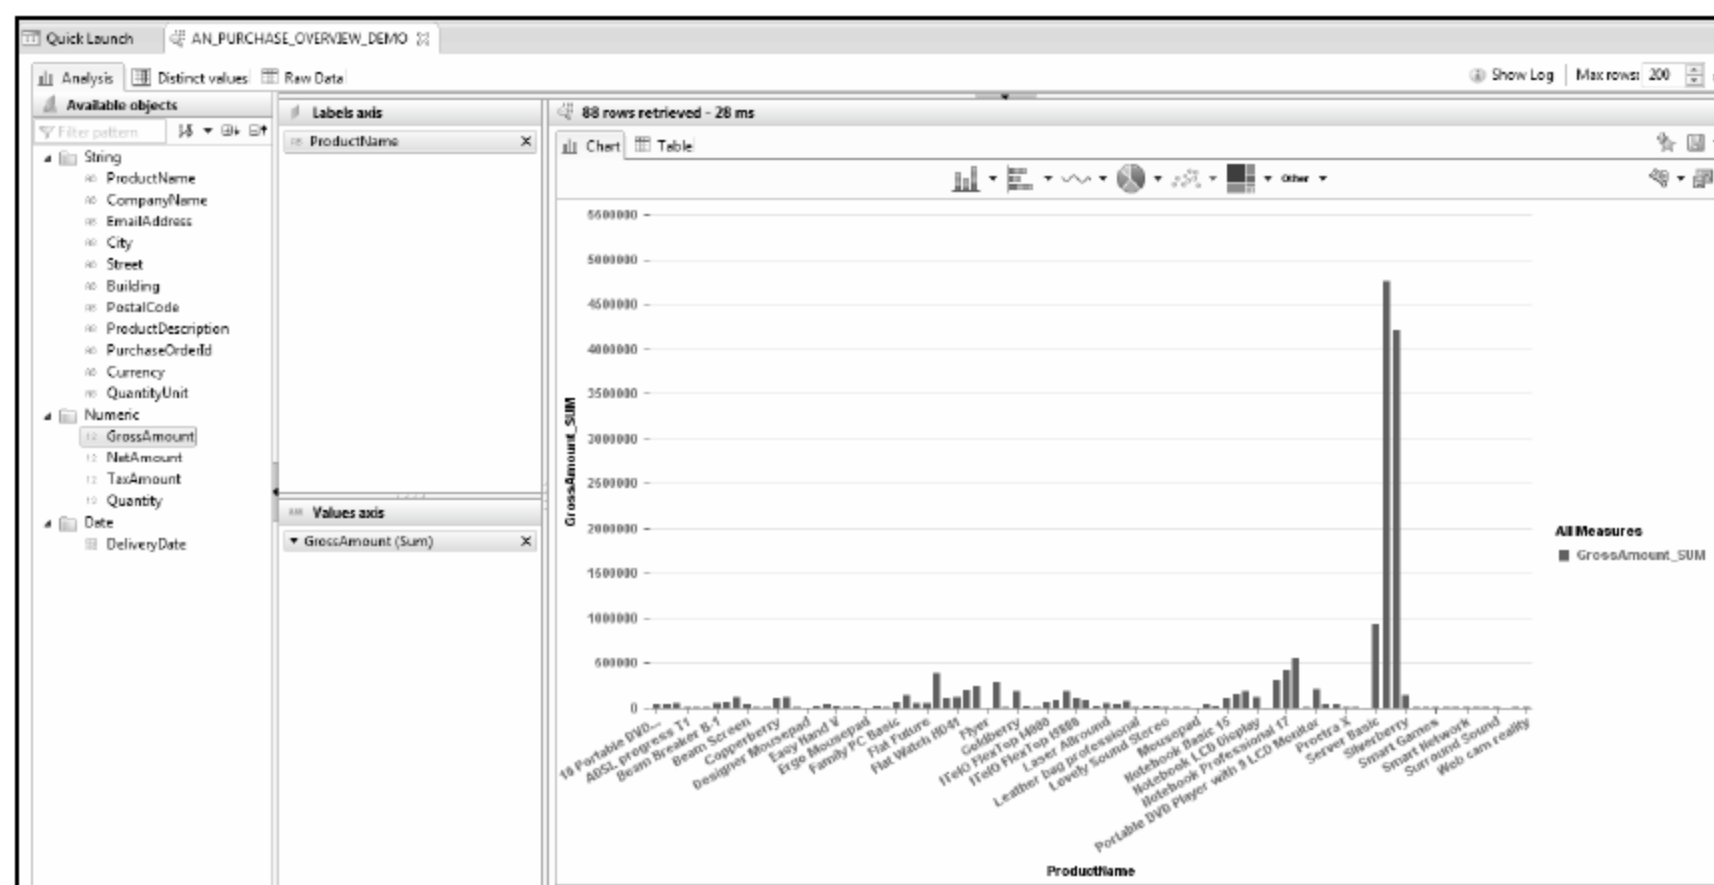 Quick Launch
AN_PURCHASE_OVERVIEW_DEMO
Analysis
Distinct values
Raw Data
Show Log
Max rows: 200
Available objects
Filter pattern
String
ProductName
CompanyName
EmailAddress
City
Street
Building
PostalCode
ProductDescription
PurchaseOrderId
Currency
QuantityUnit
Numeric
GrossAmount
NetAmount
TaxAmount
Quantity
Date
DeliveryDate
Labels axis
ProductName
Values axis
GrossAmount (Sum)
88 rows retrieved - 28 ms
Chart
Table
Other
GrossAmount_SUM
5500000
5000000
4500000
4000000
3500000
3000000
2500000
2000000
1500000
1000000
500000
0
10 Portable DVD...
ADSL progress T1
Beam Breaker B-1
Beam Screen
Copperberry
Designer Mousepad
Easy Hand V
Ergo Mousepad
Family PC Basic
Flat Future
Flat Watch HD41
Flyer
Goldberry
ITelO FlexTop I4000
ITelO FlexTop I9800
Laser Allround
Leather bag professional
Lovely Sound Stereo
Mousepad
Notebook Basic 15
Notebook LCD Display
Notebook Professional 17
Portable DVD Player with 9 LCD Monitor
Proctra X
Server Basic
Silverberry
Smart Games
Smart Network
Surround Sound
Web cam reality
ProductName
All Measures
GrossAmount_SUM